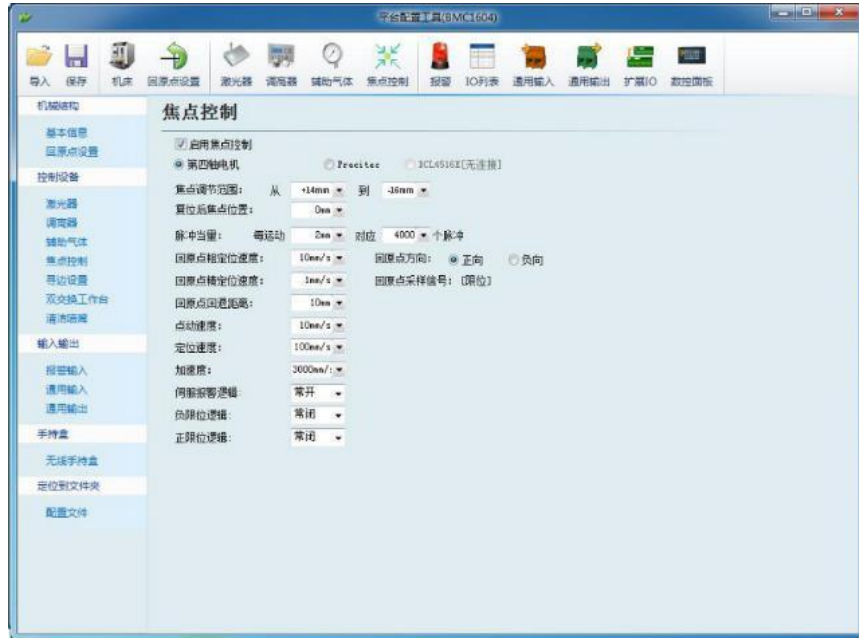 平台配置工具(BMC1604)
导入 保存 机床 回原点设置 激光器 调高器 辅助气体 焦点控制 报警 IO列表 通用输入 通用输出 扩展IO 数控面板
机械结构
基本信息
回原点设置
控制设备
激光器
调高器
辅助气体
焦点控制
寻边设置
双交换工作台
清洁喷嘴
输入输出
报警输入
通用输入
通用输出
手持盒
无线手持盒
定位到文件夹
配置文件
焦点控制
启用焦点控制
第四轴电机 Precitec BCL4516E[无连接]
焦点调节范围: 从 +14mm 到 -16mm
复位后焦点位置: 0mm
脉冲当量: 每运动 2mm 对应 4000 个脉冲
回原点粗定位速度: 10mm/s 回原点方向: 正向 负向
回原点精定位速度: 1mm/s 回原点采样信号: [限位]
回原点回退距离: 10mm
点动速度: 10mm/s
定位速度: 100mm/s
加速度: 3000mm/s
伺服报警逻辑: 常开
负限位逻辑: 常闭
正限位逻辑: 常闭